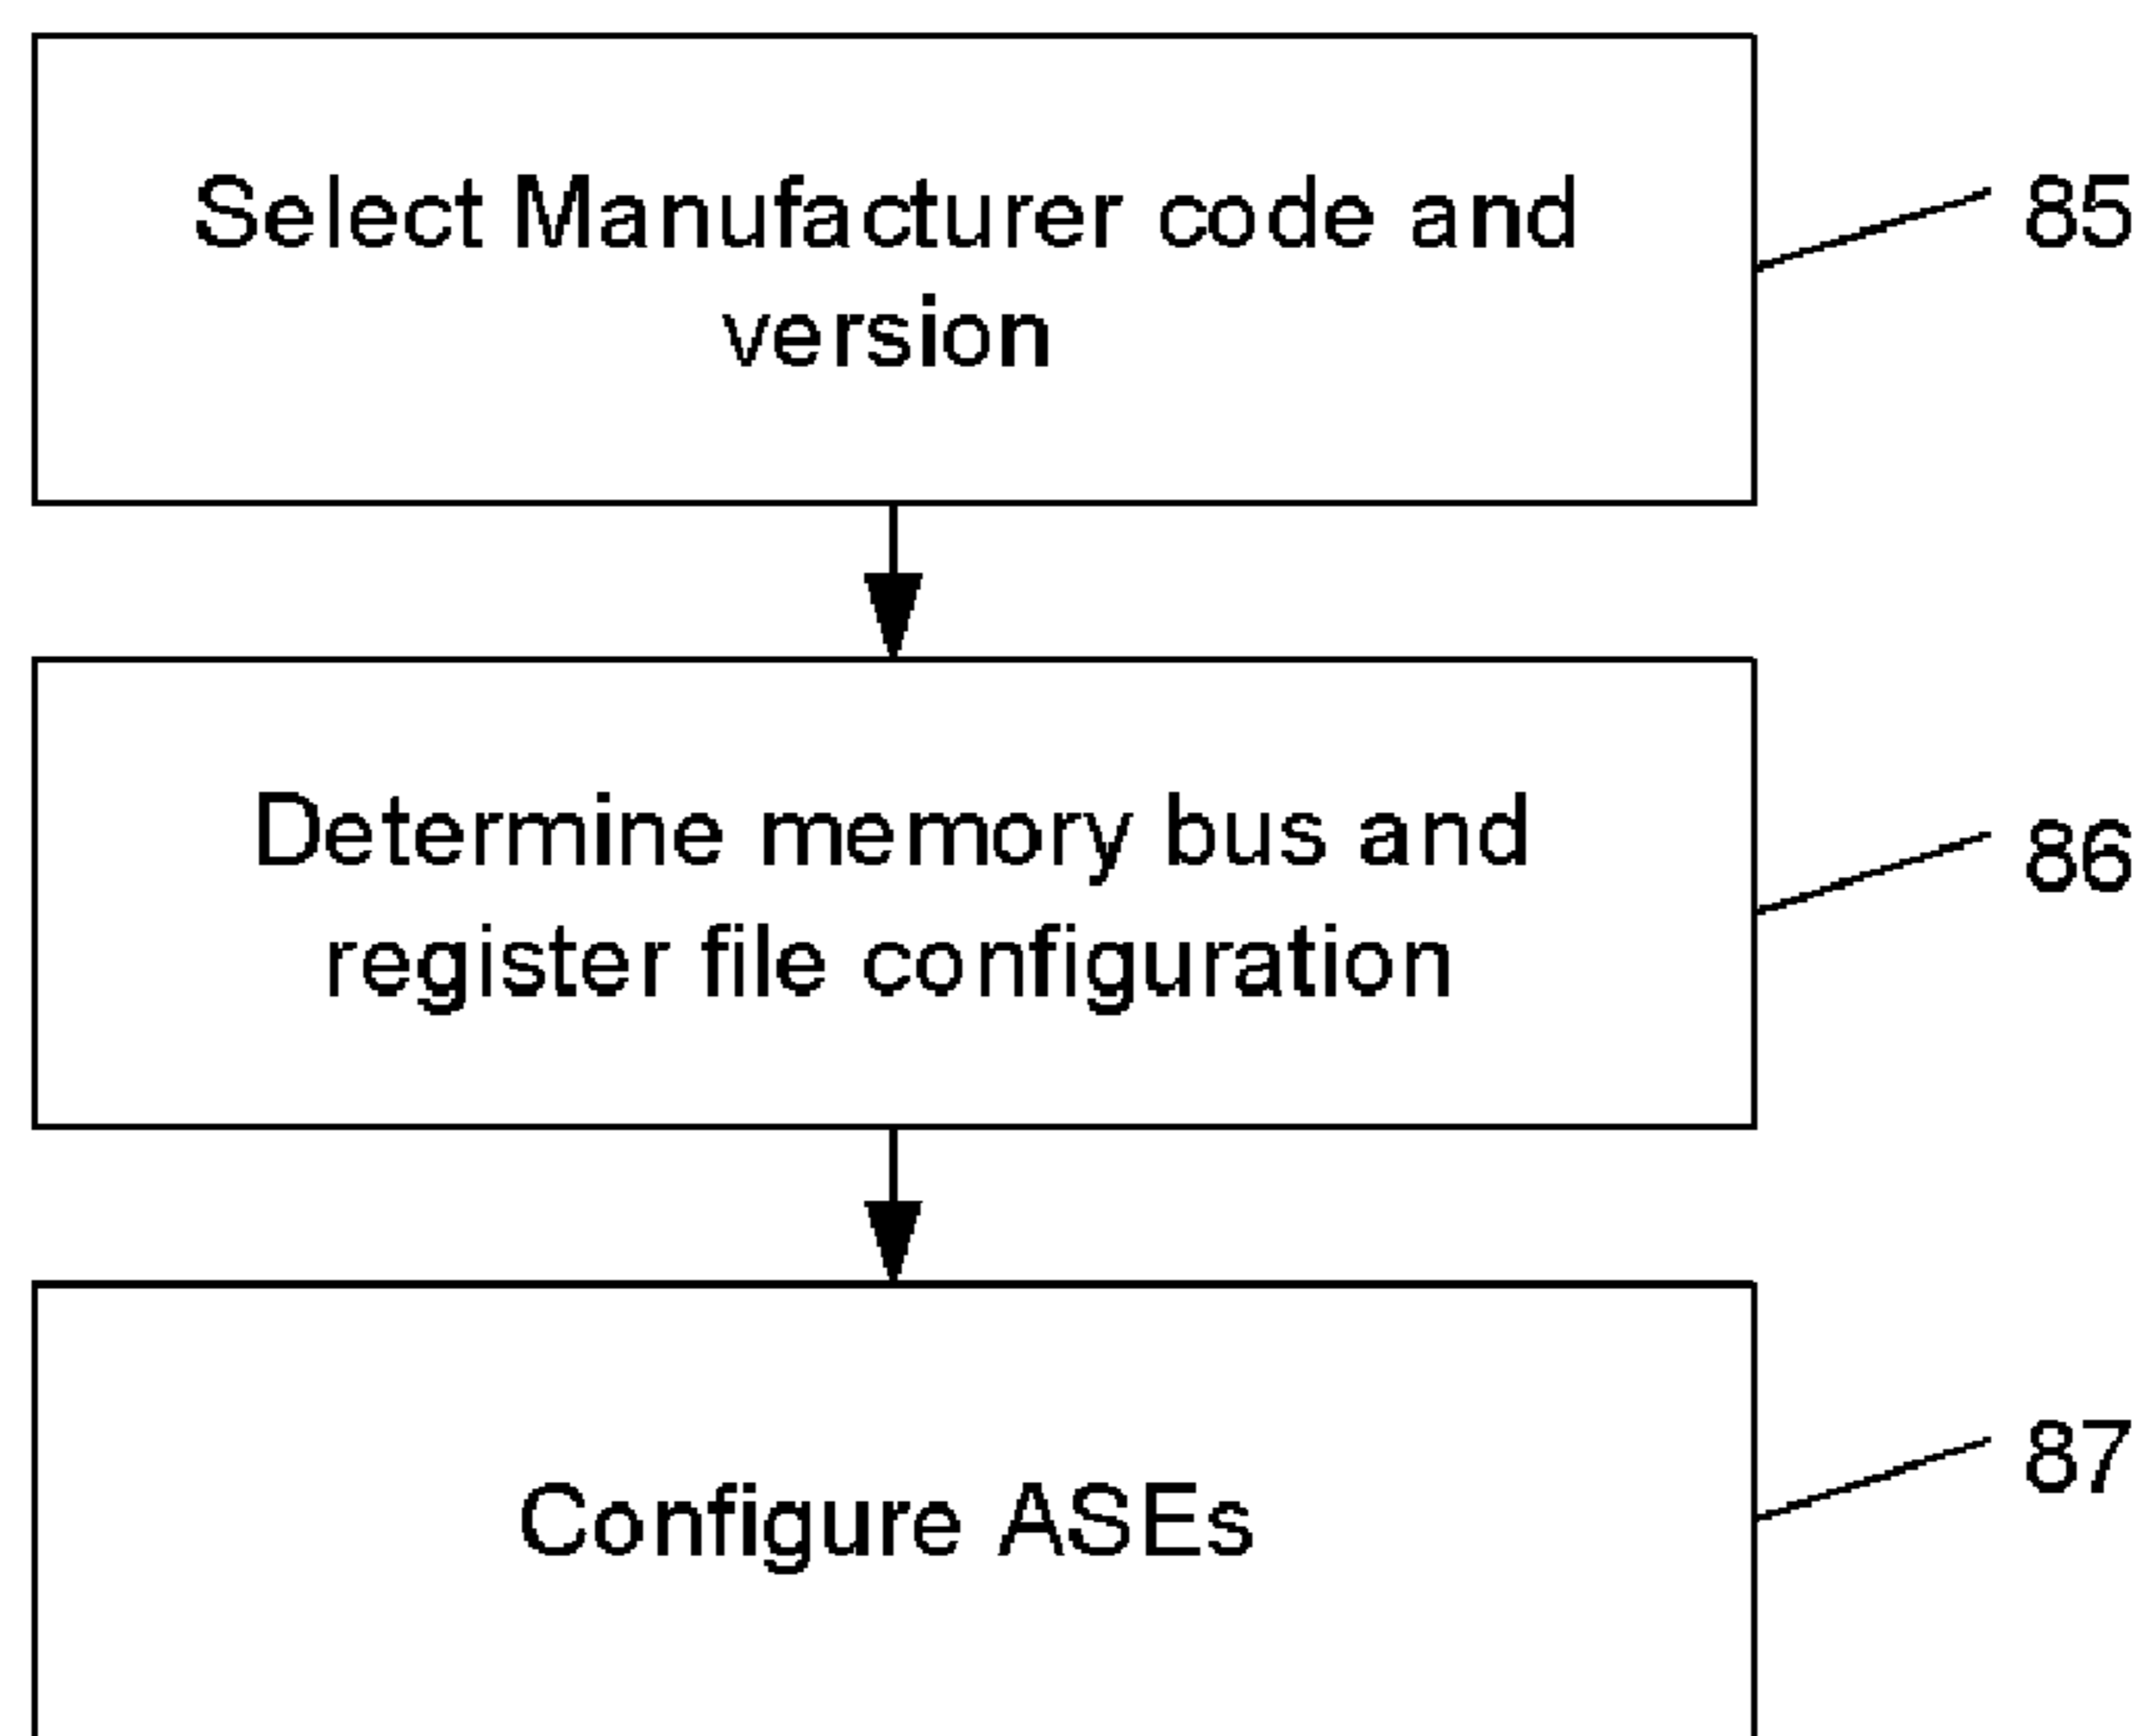 Select Manufacturer code and
version
85
Determine memory bus and
register file configuration
86
Configure ASEs
87